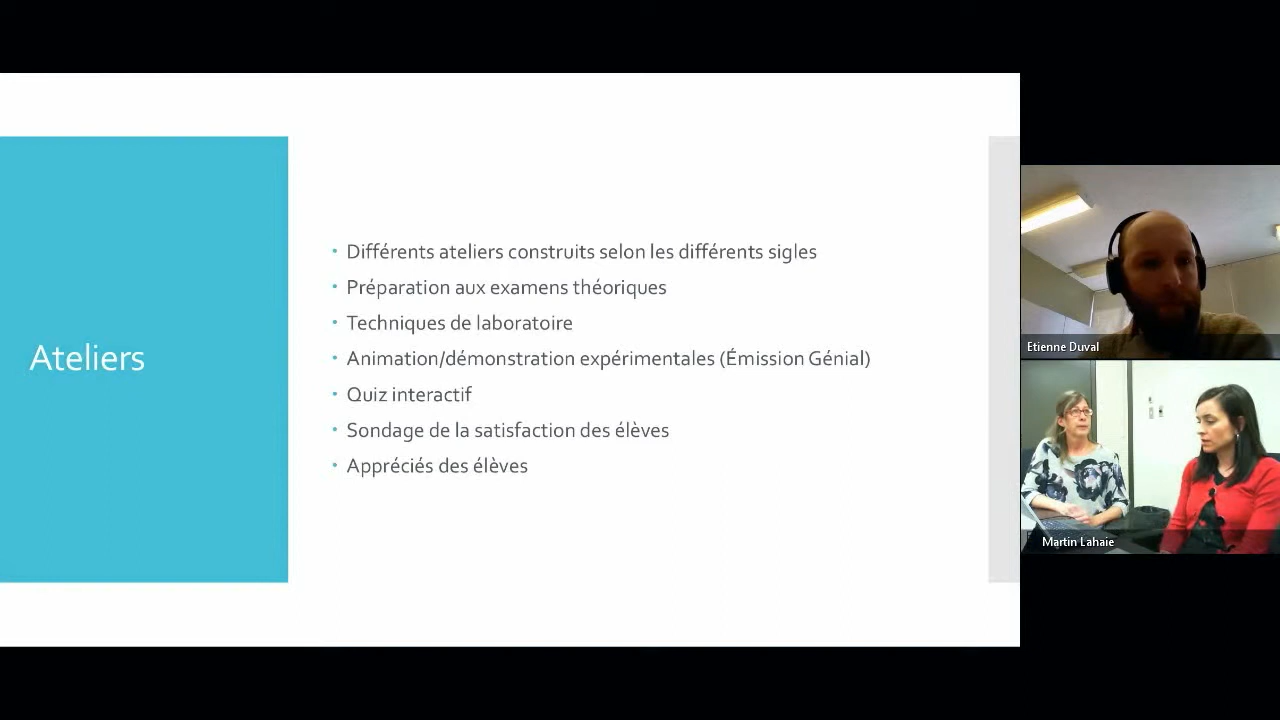 Ateliers
Différents ateliers construits selon les différents sigles
Préparation aux examens théoriques
Techniques de laboratoire
Animation/démonstration expérimentales (Émission Génial)
Quiz interactif
Sondage de la satisfaction des élèves
Appréciés des élèves
Etienne Duval
Martin Lahaie